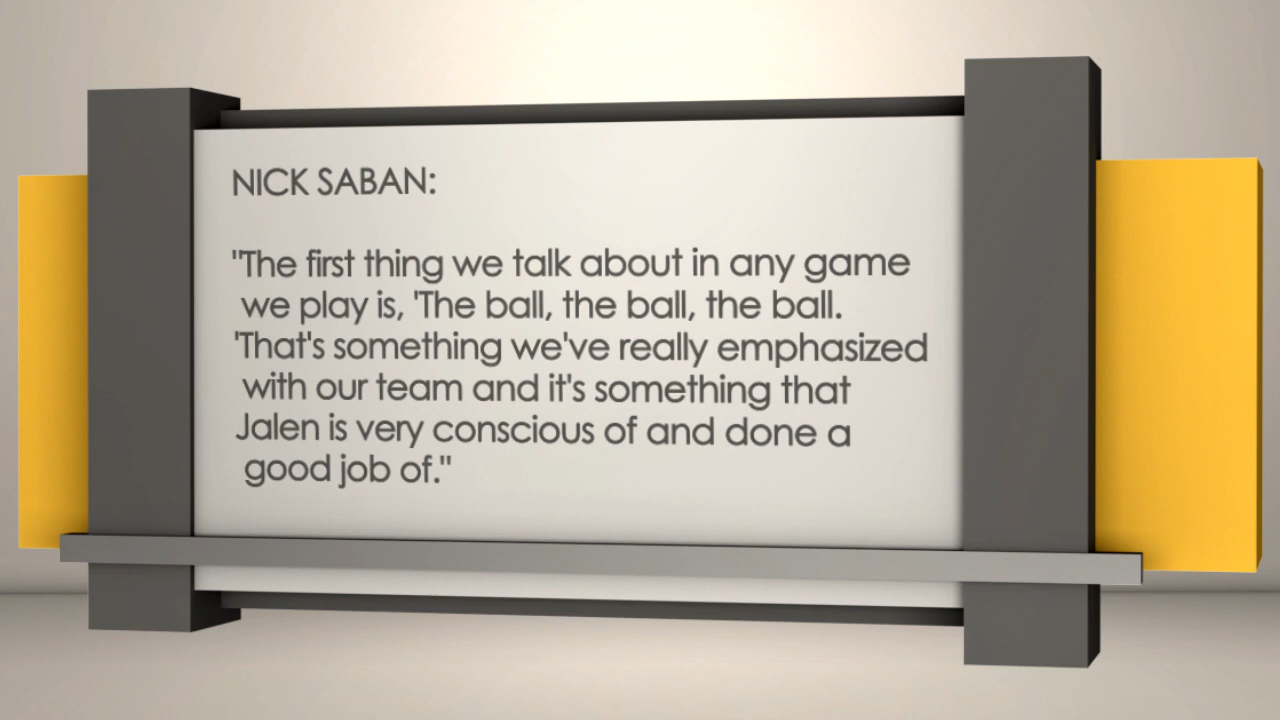 NICK SABAN:
"The first thing we talk about in any game
we play is, 'The ball, the ball, the ball.
'That's something we've really emphasized
with our team and it's something that
Jalen is very conscious of and done a
good job of."